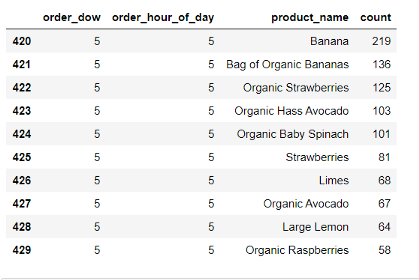 order_dow order_hour_of_day product_name count
420 5 5 Banana 219
421 5 5 Bag of Organic Bananas 136
422 5 5 Organic Strawberries 125
423 5 5 Organic Hass Avocado 103
424 5 5 Organic Baby Spinach 101
425 5 5 Strawberries 81
426 5 5 Limes 68
427 5 5 Organic Avocado 67
428 5 5 Large Lemon 64
429 5 5 Organic Raspberries 58